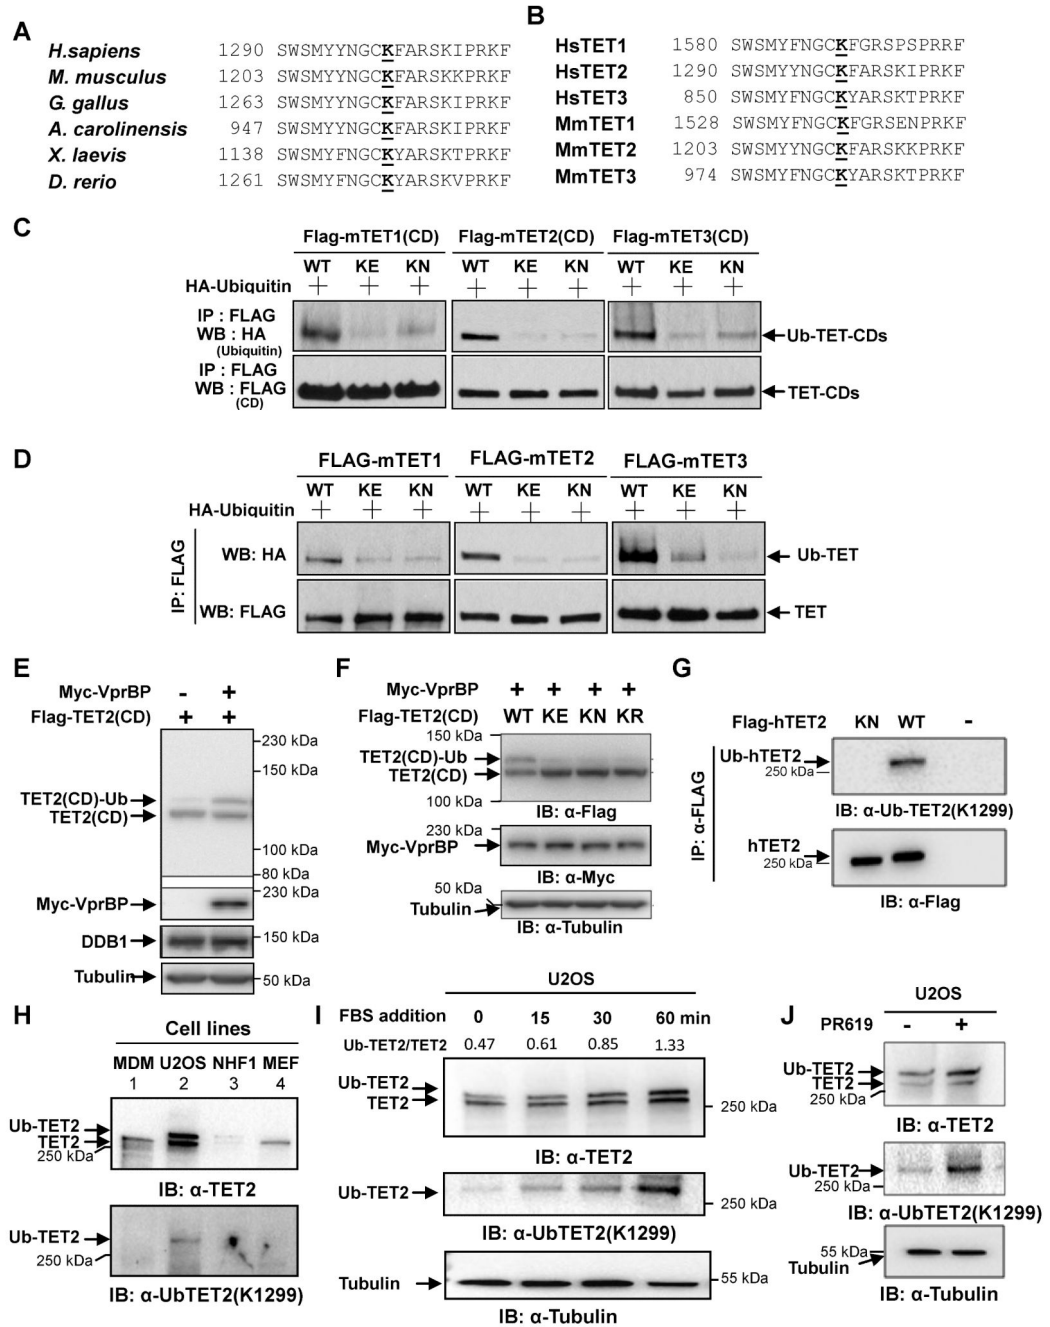 A
H.sapiens 1290 SWSMYYNGCKFARSKIPRKF
M. musculus 1203 SWSMYFNGCKFARSKKPRKF
G. gallus 1263 SWSMYYNGCKFARSKIPRKF
A. carolinensis 947 SWSMYYNGCKFARSKIPRKF
X. laevis 1138 SWSMYFNGCKYARSKTPRKF
D. rerio 1261 SWSMYFNGCKYARSKVPRKF
B
HsTET1 1580 SWSMYFNGCKFGRSPSPRRF
HsTET2 1290 SWSMYYNGCKFARSKIPRKF
HsTET3 850 SWSMYFNGCKYARSKTPRKF
MmTET1 1528 SWSMYFNGCKFGRSENPRKF
MmTET2 1203 SWSMYFNGCKFARSKKPRKF
MmTET3 974 SWSMYFNGCKYARSKTPRKF
C
Flag-mTET1(CD) Flag-mTET2(CD) Flag-mTET3(CD)
WT KE KN WT KE KN WT KE KN
HA-Ubiquitin + + + + + + + + +
IP : FLAG
WB : HA
(Ubiquitin)
Ub-TET-CDs
IP : FLAG
WB : FLAG
(CD)
TET-CDs
D
FLAG-mTET1 FLAG-mTET2 FLAG-mTET3
WT KE KN WT KE KN WT KE KN
HA-Ubiquitin + + + + + + + + +
IP: FLAG
WB: HA Ub-TET
WB: FLAG TET
E
Myc-VprBP - +
Flag-TET2(CD) + +
230 kDa
150 kDa
TET2(CD)-Ub
TET2(CD)
100 kDa
80 kDa
230 kDa
Myc-VprBP
DDB1 150 kDa
Tubulin 50 kDa
F
Myc-VprBP + + + +
Flag-TET2(CD) WT KE KN KR
150 kDa
TET2(CD)-Ub
TET2(CD)
100 kDa
IB: α-Flag
230 kDa
Myc-VprBP
IB: α-Myc
50 kDa
Tubulin
IB: α-Tubulin
G
Flag-hTET2 KN WT -
IP: α-FLAG
Ub-hTET2
250 kDa
IB: α-Ub-TET2(K1299)
hTET2
250 kDa
IB: α-Flag
H
Cell lines
MDM U2OS NHF1 MEF
1 2 3 4
Ub-TET2
TET2
250 kDa
IB: α-TET2
Ub-TET2
250 kDa
IB: α-UbTET2(K1299)
I
U2OS
FBS addition 0 15 30 60 min
Ub-TET2/TET2 0.47 0.61 0.85 1.33
Ub-TET2
TET2
250 kDa
IB: α-TET2
Ub-TET2
250 kDa
IB: α-UbTET2(K1299)
Tubulin 55 kDa
IB: α-Tubulin
J
U2OS
PR619 - +
Ub-TET2
TET2
250 kDa
IB: α-TET2
Ub-TET2
250 kDa
IB: α-UbTET2(K1299)
55 kDa
Tubulin
IB: α-Tubulin